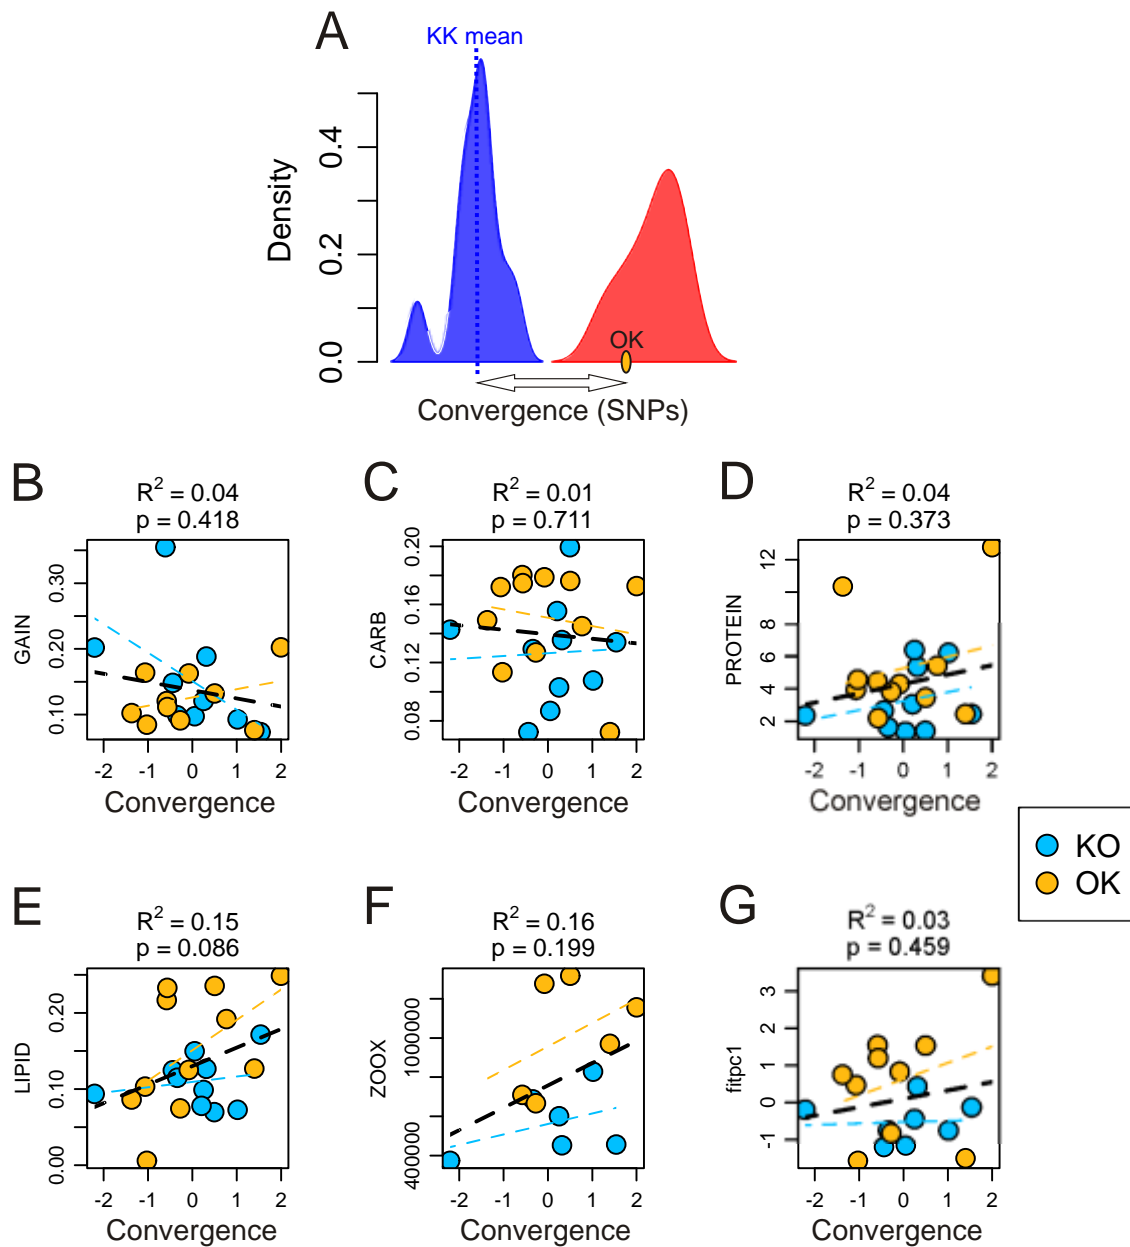 A
KK mean
Density
0.0 0.2 0.4
OK
Convergence (SNPs)
B
R2 = 0.04
p = 0.418
GAIN
0.10 0.20 0.30
-2 -1 0 1 2
Convergence
C
R2 = 0.01
p = 0.711
CARB
0.08 0.12 0.16 0.20
-2 -1 0 1 2
Convergence
D
R2 = 0.04
p = 0.373
PROTEIN
2 4 6 8 12
-2 -1 0 1 2
Convergence
KO
OK
E
R2 = 0.15
p = 0.086
LIPID
0.00 0.10 0.20
-2 -1 0 1 2
Convergence
F
R2 = 0.16
p = 0.199
ZOOX
400000 1000000
-2 -1 0 1 2
Convergence
G
R2 = 0.03
p = 0.459
fitpc1
-1 0 1 2 3
-2 -1 0 1 2
Convergence